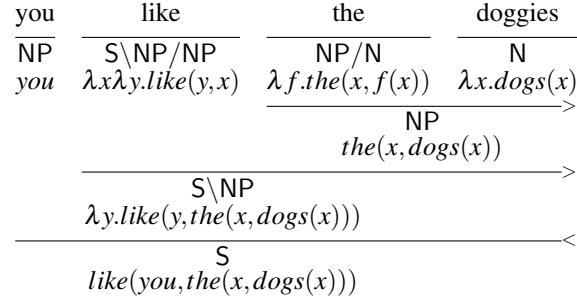 you like the doggies
NP S\NP/NP NP/N N
you λxλy.like(y,x) λf.the(x, f(x)) λx.dogs(x)
>
NP
the(x,dogs(x))
>
S\NP
λy.like(y,the(x,dogs(x)))
<
S
like(you,the(x,dogs(x)))